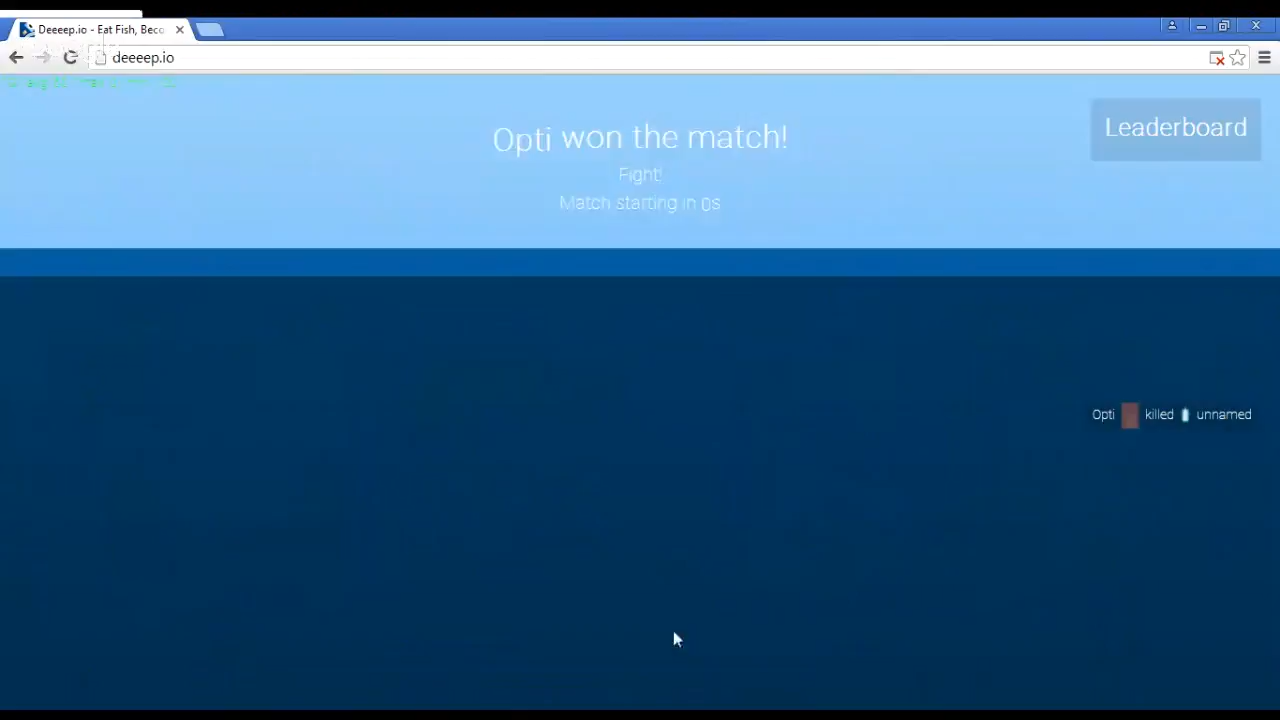 Deeeep.io - Eat Fish, Beco
deeeep.io
Opti won the match!
Fight!
Match starting in 0s
Leaderboard
Opti killed unnamed